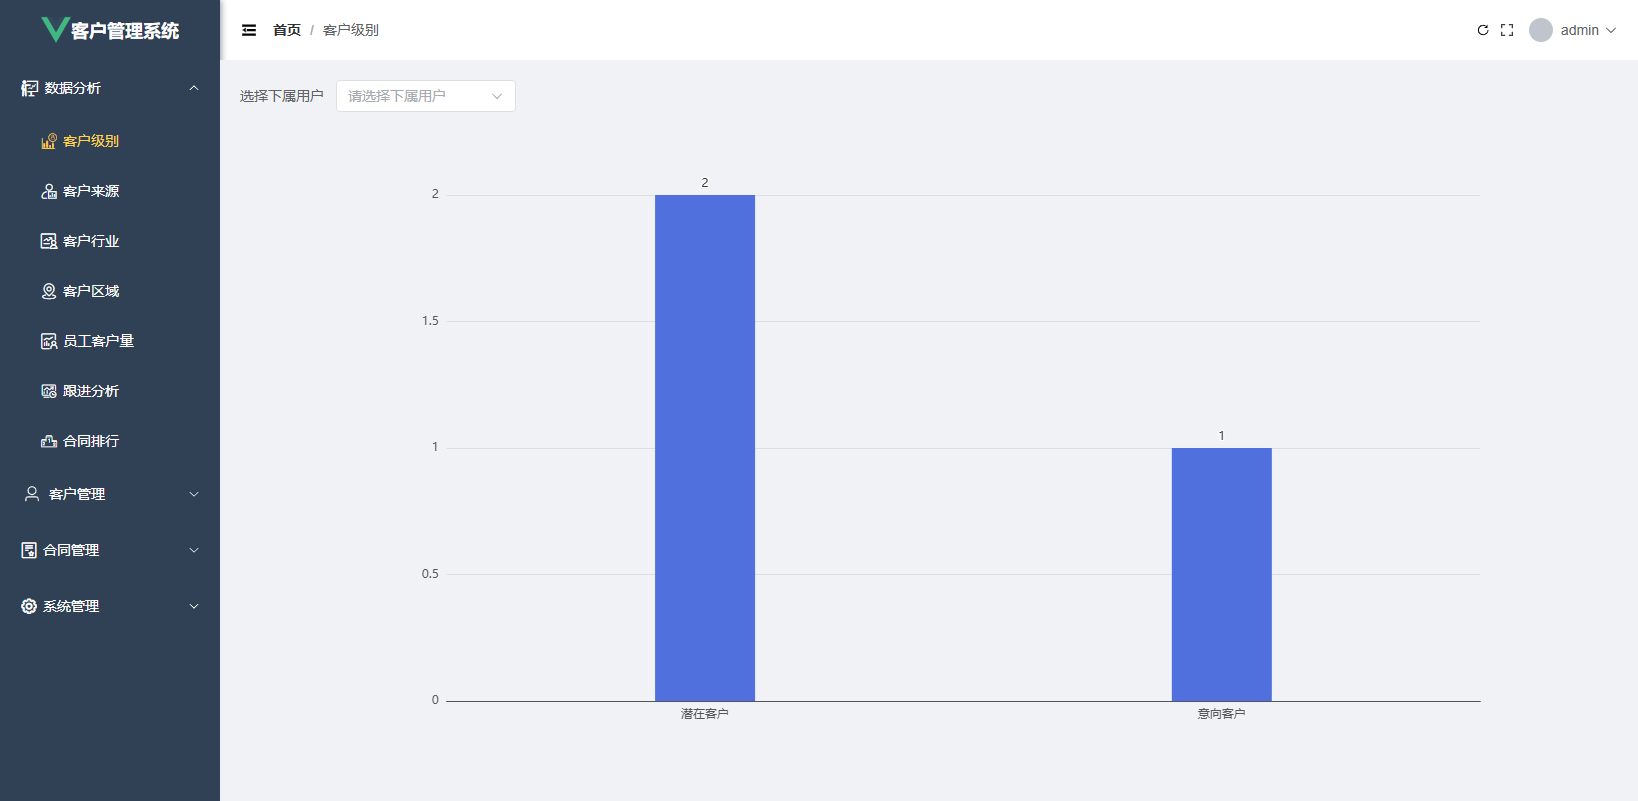 客户管理系统
首页 / 客户级别
admin
数据分析
客户级别
客户来源
客户行业
客户区域
员工客户量
跟进分析
合同排行
客户管理
合同管理
系统管理
选择下属用户 请选择下属用户
2
2
1.5
1
1
0.5
0
潜在客户 意向客户